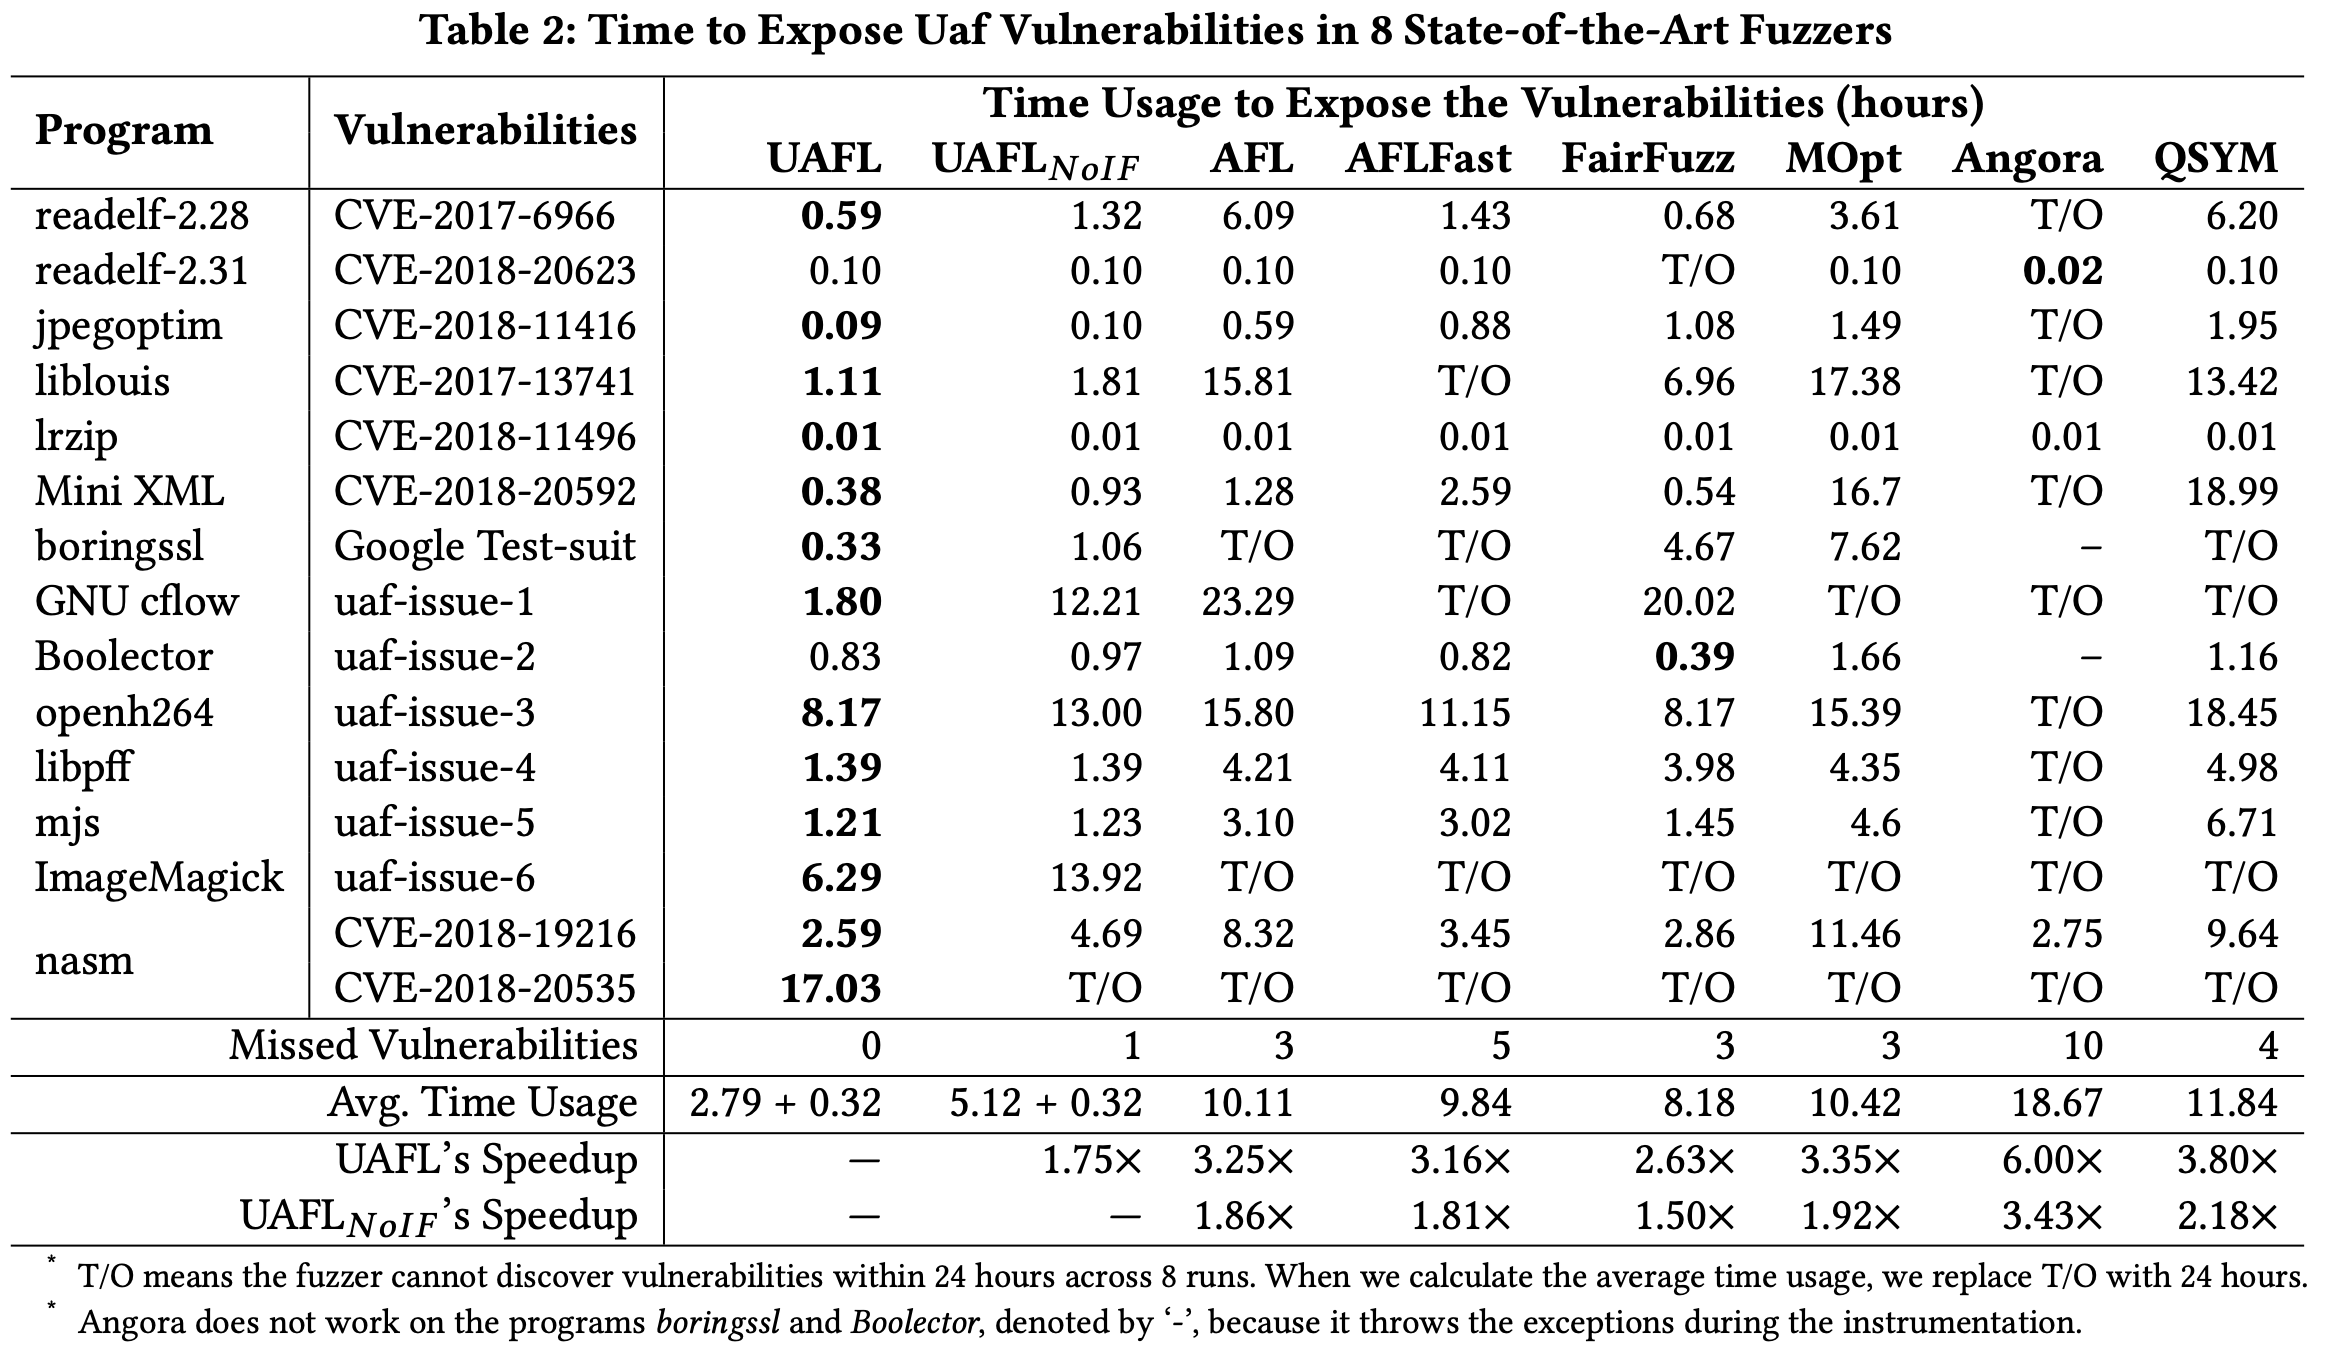 Table 2: Time to Expose Uaf Vulnerabilities in 8 State-of-the-Art Fuzzers
Program Vulnerabilities Time Usage to Expose the Vulnerabilities (hours)
UAFL UAFL_NoIF AFL AFLFast FairFuzz MOpt Angora QSYM
readelf-2.28 CVE-2017-6966 0.59 1.32 6.09 1.43 0.68 3.61 T/O 6.20
readelf-2.31 CVE-2018-20623 0.10 0.10 0.10 0.10 T/O 0.10 0.02 0.10
jpegoptim CVE-2018-11416 0.09 0.10 0.59 0.88 1.08 1.49 T/O 1.95
liblouis CVE-2017-13741 1.11 1.81 15.81 T/O 6.96 17.38 T/O 13.42
lrzip CVE-2018-11496 0.01 0.01 0.01 0.01 0.01 0.01 0.01 0.01
Mini XML CVE-2018-20592 0.38 0.93 1.28 2.59 0.54 16.7 T/O 18.99
boringssl Google Test-suit 0.33 1.06 T/O T/O 4.67 7.62 – T/O
GNU cflow uaf-issue-1 1.80 12.21 23.29 T/O 20.02 T/O T/O T/O
Boolector uaf-issue-2 0.83 0.97 1.09 0.82 0.39 1.66 – 1.16
openh264 uaf-issue-3 8.17 13.00 15.80 11.15 8.17 15.39 T/O 18.45
libpff uaf-issue-4 1.39 1.39 4.21 4.11 3.98 4.35 T/O 4.98
mjs uaf-issue-5 1.21 1.23 3.10 3.02 1.45 4.6 T/O 6.71
ImageMagick uaf-issue-6 6.29 13.92 T/O T/O T/O T/O T/O T/O
nasm CVE-2018-19216 2.59 4.69 8.32 3.45 2.86 11.46 2.75 9.64
CVE-2018-20535 17.03 T/O T/O T/O T/O T/O T/O T/O
Missed Vulnerabilities 0 1 3 5 3 3 10 4
Avg. Time Usage 2.79 + 0.32 5.12 + 0.32 10.11 9.84 8.18 10.42 18.67 11.84
UAFL's Speedup — 1.75× 3.25× 3.16× 2.63× 3.35× 6.00× 3.80×
UAFL_NoIF's Speedup — — 1.86× 1.81× 1.50× 1.92× 3.43× 2.18×
* T/O means the fuzzer cannot discover vulnerabilities within 24 hours across 8 runs. When we calculate the average time usage, we replace T/O with 24 hours.
* Angora does not work on the programs boringssl and Boolector, denoted by ‘-’, because it throws the exceptions during the instrumentation.